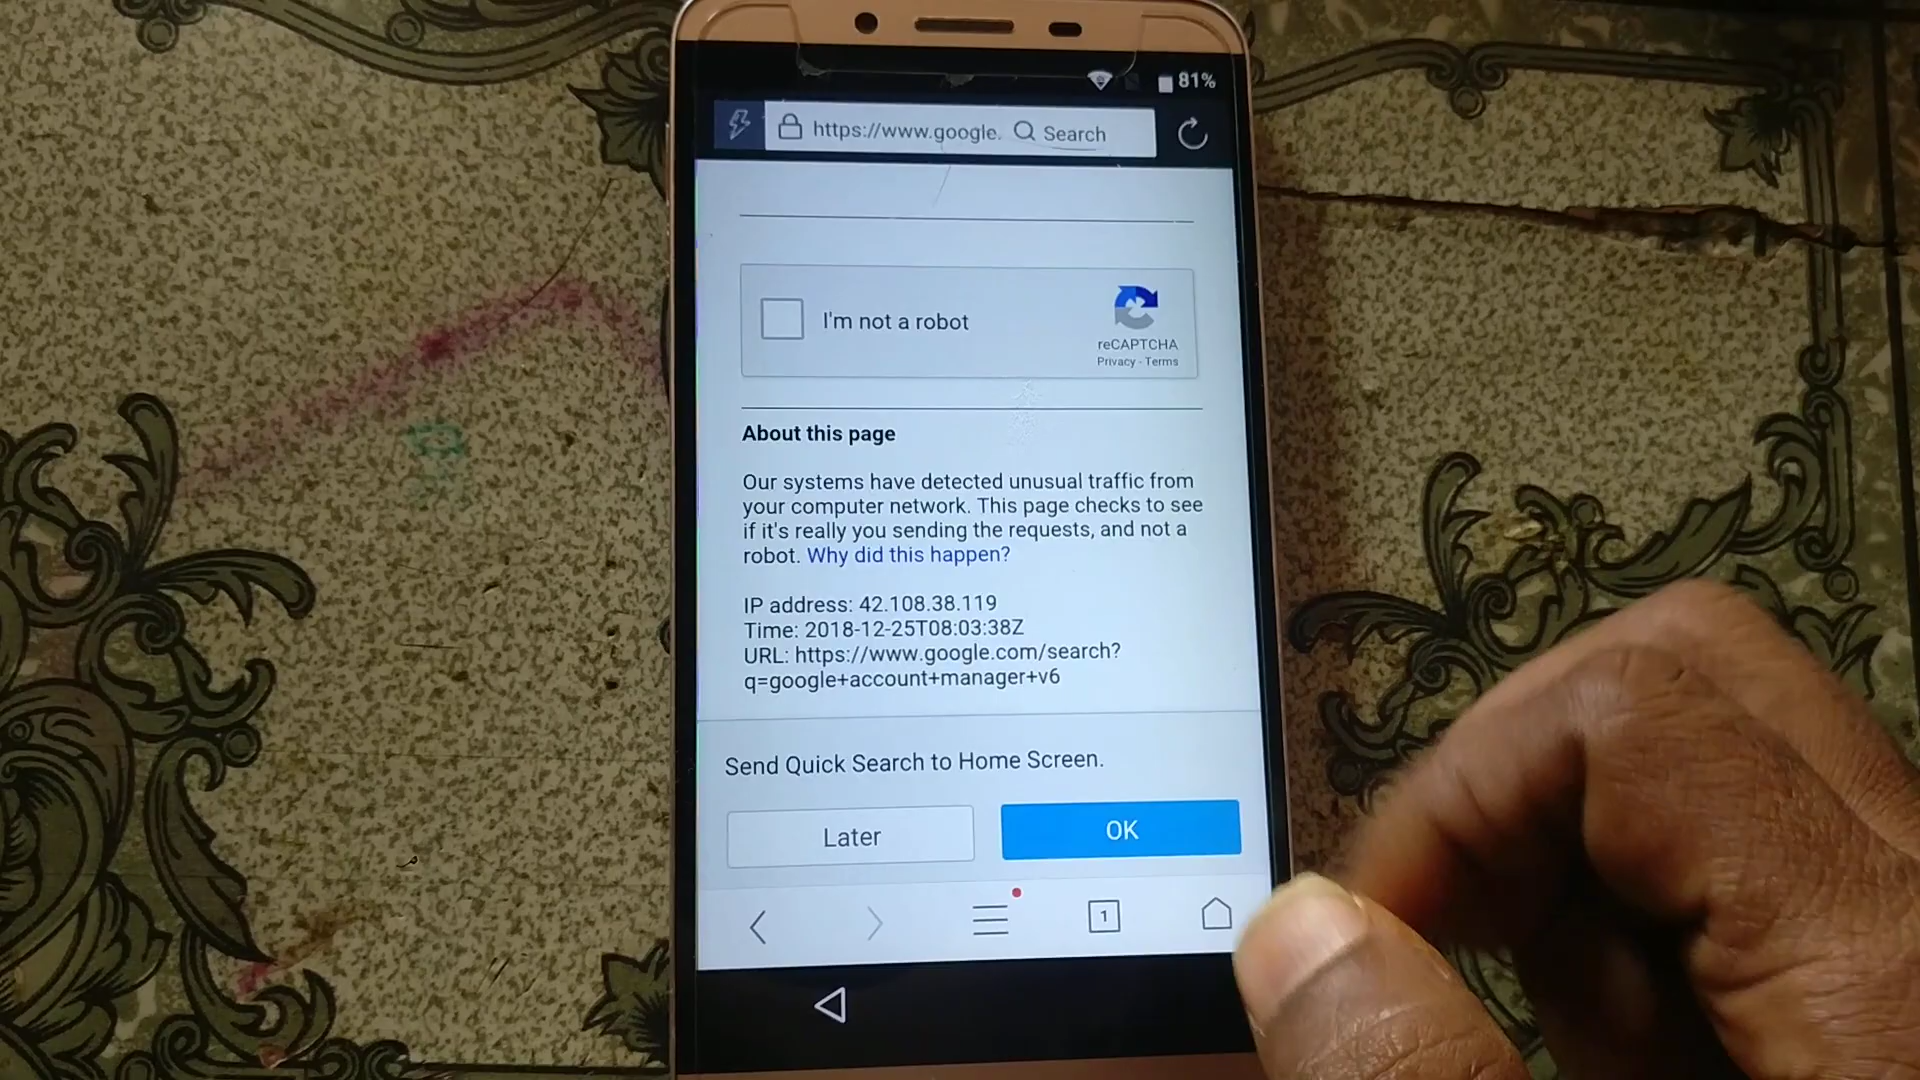 81%
https://www.google. Search
I'm not a robot
reCAPTCHA
Privacy - Terms
About this page
Our systems have detected unusual traffic from
your computer network. This page checks to see
if it's really you sending the requests, and not a
robot. Why did this happen?
IP address: 42.108.38.119
Time: 2018-12-25T08:03:38Z
URL: https://www.google.com/search?
q=google+account+manager+v6
Send Quick Search to Home Screen.
Later OK
1